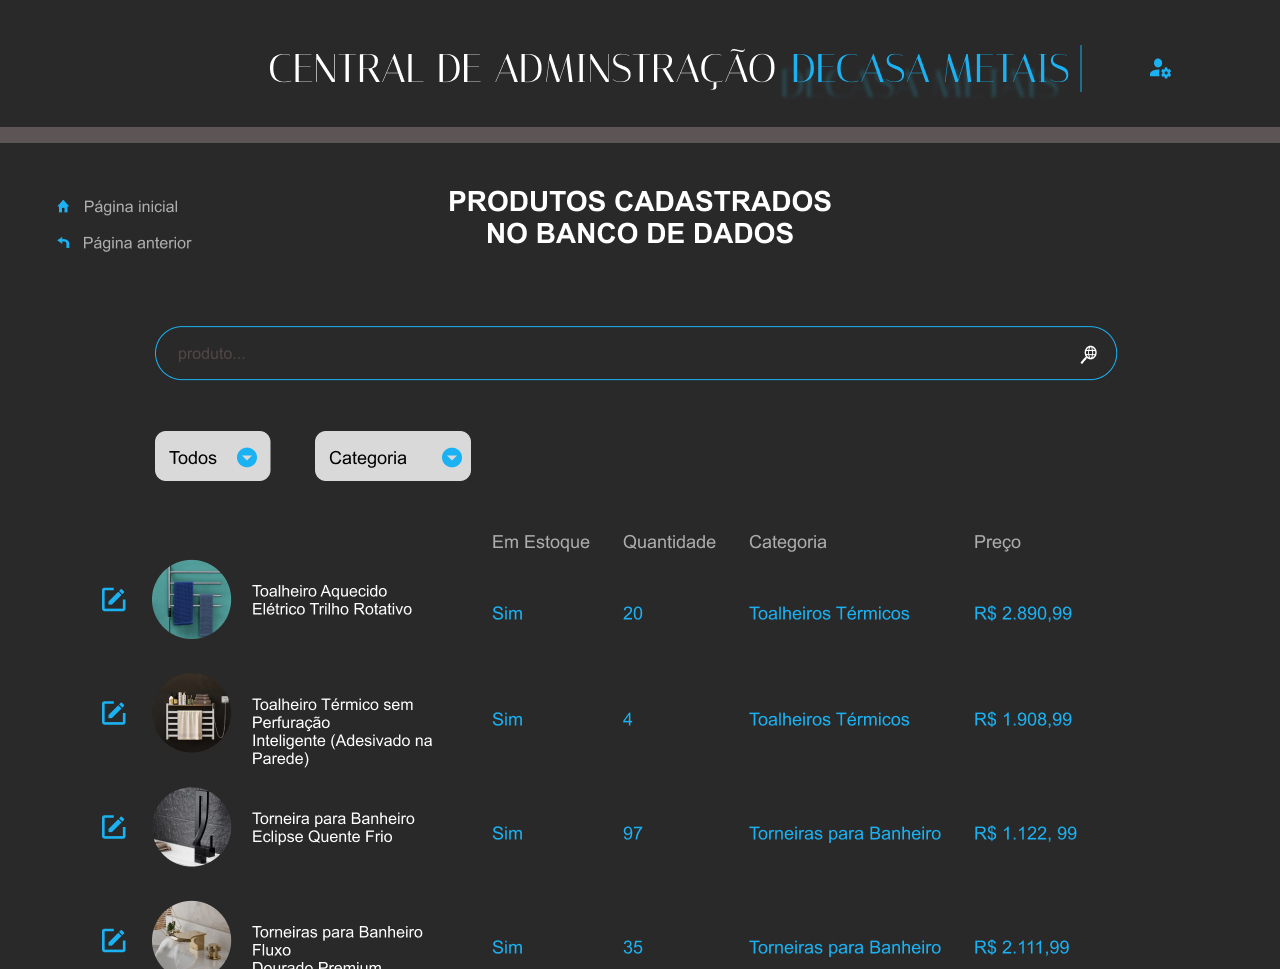 CENTRAL DE ADMINSTRAÇÃO DECASA METAIS
Página inicial
Página anterior
PRODUTOS CADASTRADOS
NO BANCO DE DADOS
produto...
Todos
Categoria
Em Estoque Quantidade Categoria Preço
Toalheiro Aquecido
Elétrico Trilho Rotativo
Sim 20 Toalheiros Térmicos R$ 2.890,99
Toalheiro Térmico sem
Perfuração
Inteligente (Adesivado na
Parede)
Sim 4 Toalheiros Térmicos R$ 1.908,99
Torneira para Banheiro
Eclipse Quente Frio
Sim 97 Torneiras para Banheiro R$ 1.122, 99
Torneiras para Banheiro
Fluxo
Dourado Premium
Sim 35 Torneiras para Banheiro R$ 2.111,99